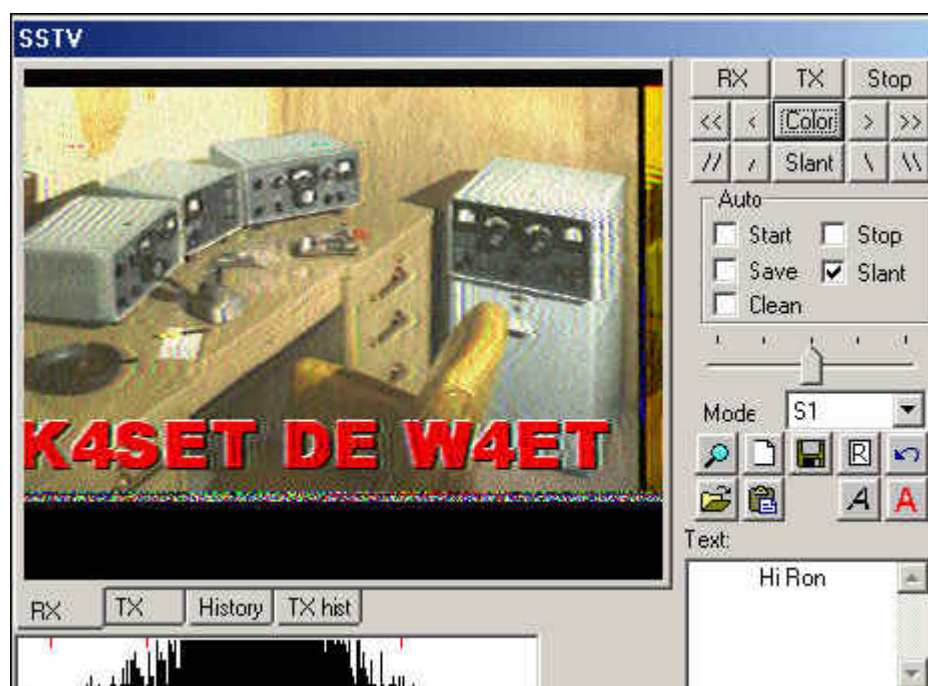 SSTV
RX TX Stop
<< < Color > >>
// / Slant \ \\
Auto
Start Stop
Save Slant
Clean
Mode S1
R
A A
Text:
Hi Ron
K4SET DE W4ET
RX TX History TX hist